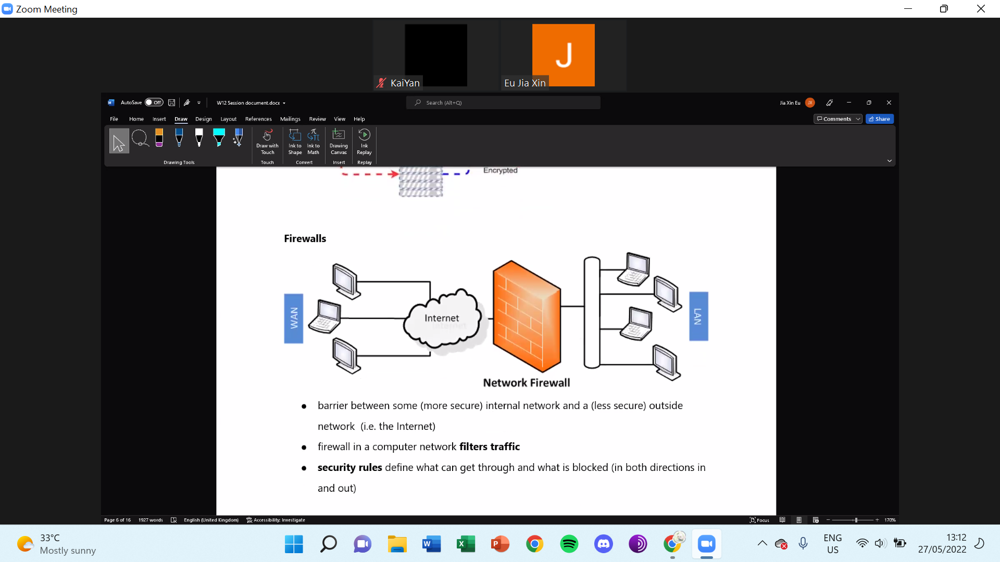 Zoom Meeting
KaiYan
J
Eu Jia Xin
AutoSave Off W12 Session document.docx Search (Alt+Q) Jia Xin Eu JX
File Home Insert Draw Design Layout References Mailings Review View Help Comments Share
Draw with Touch
Ink to Shape
Ink to Math
Drawing Canvas
Ink Replay
Drawing Tools Touch Convert Insert Replay
Encrypted
Firewalls
WAN
Internet
LAN
Network Firewall
barrier between some (more secure) internal network and a (less secure) outside
network (i.e. the Internet)
firewall in a computer network filters traffic
security rules define what can get through and what is blocked (in both directions in
and out)
Page 6 of 16 1927 words English (United Kingdom) Accessibility: Investigate Focus 170%
33°C
Mostly sunny
ENG
US
13:12
27/05/2022